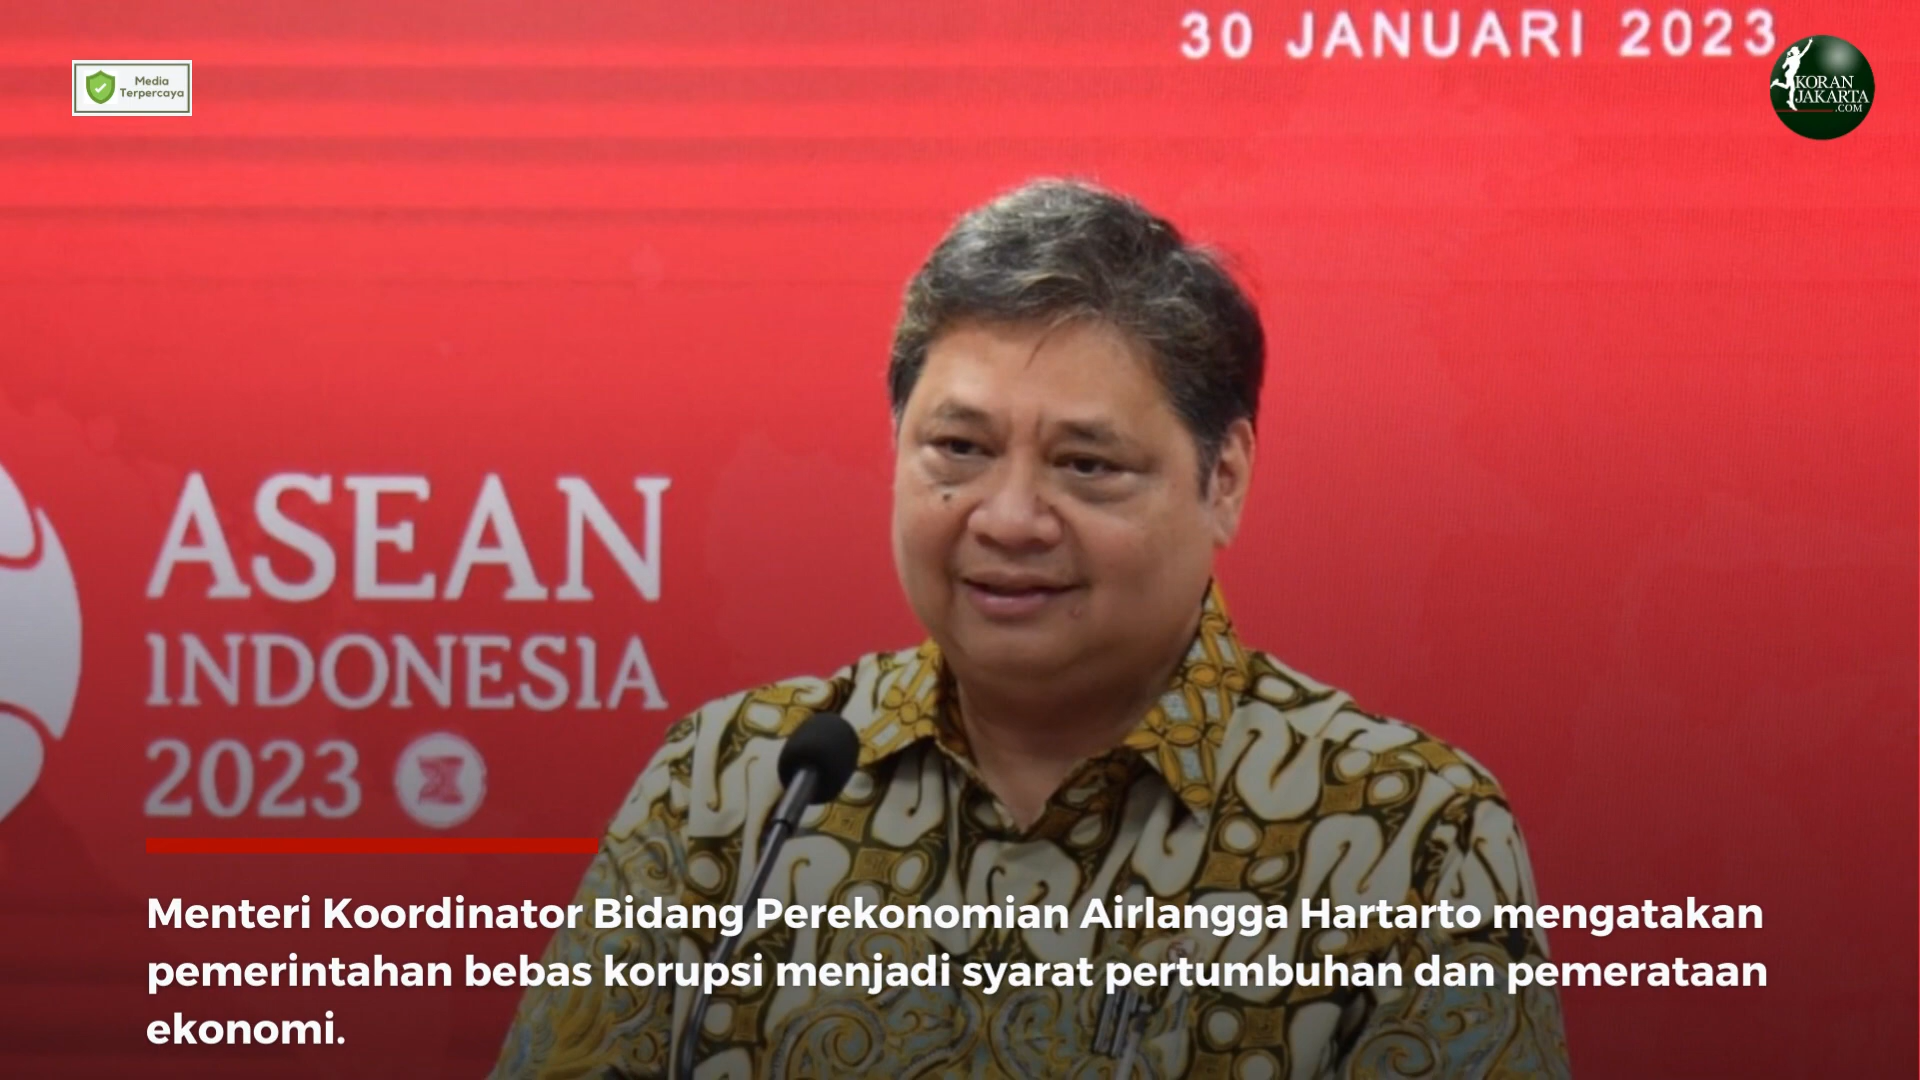 30 JANUARI 2023
Media
Terpercaya
KORAN
JAKARTA
.COM
ASEAN
INDONESIA
2023
Menteri Koordinator Bidang Perekonomian Airlangga Hartarto mengatakan
pemerintahan bebas korupsi menjadi syarat pertumbuhan dan pemerataan
ekonomi.